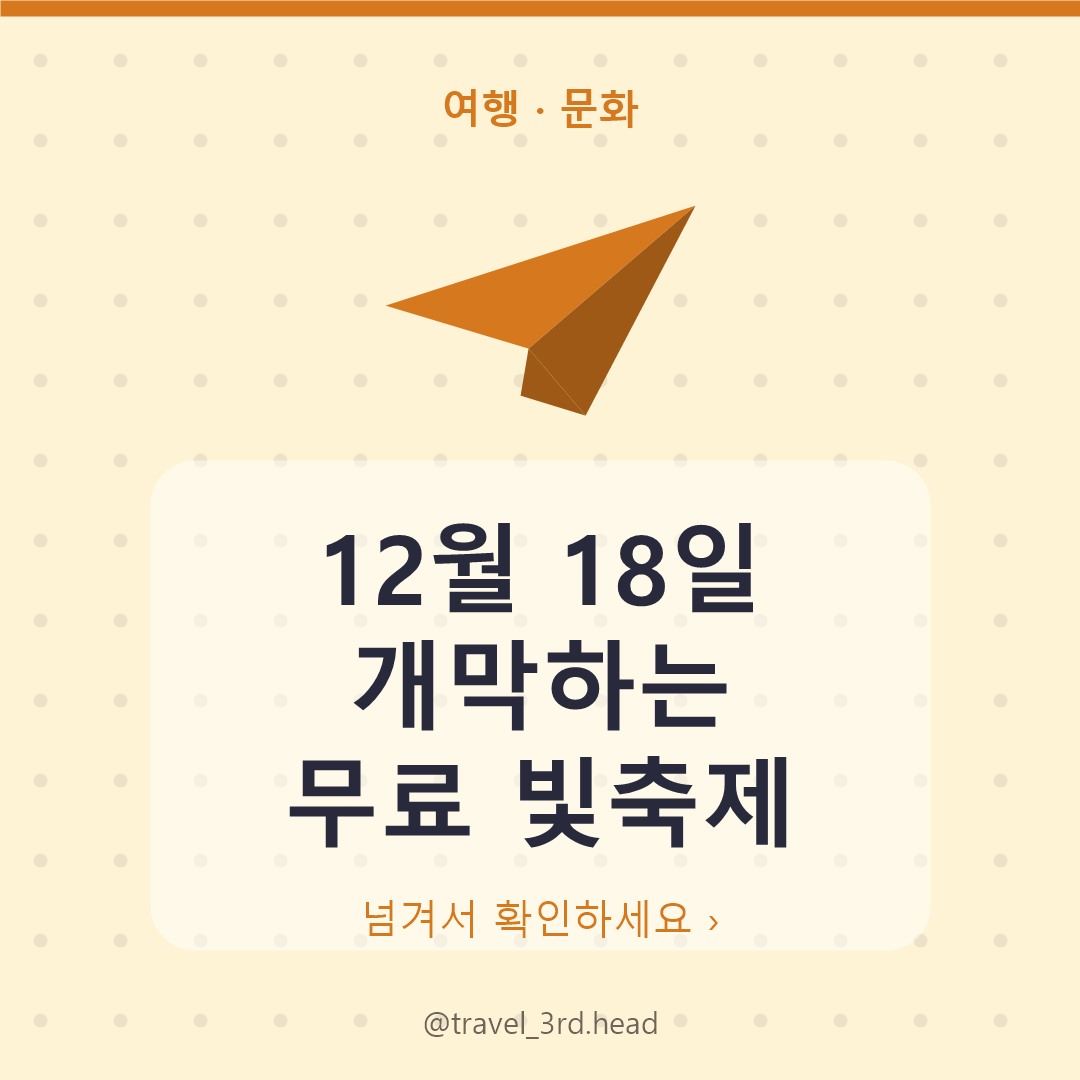 여행 · 문화
12월 18일
개막하는
무료 빛축제
넘겨서 확인하세요 ›
@travel_3rd.head